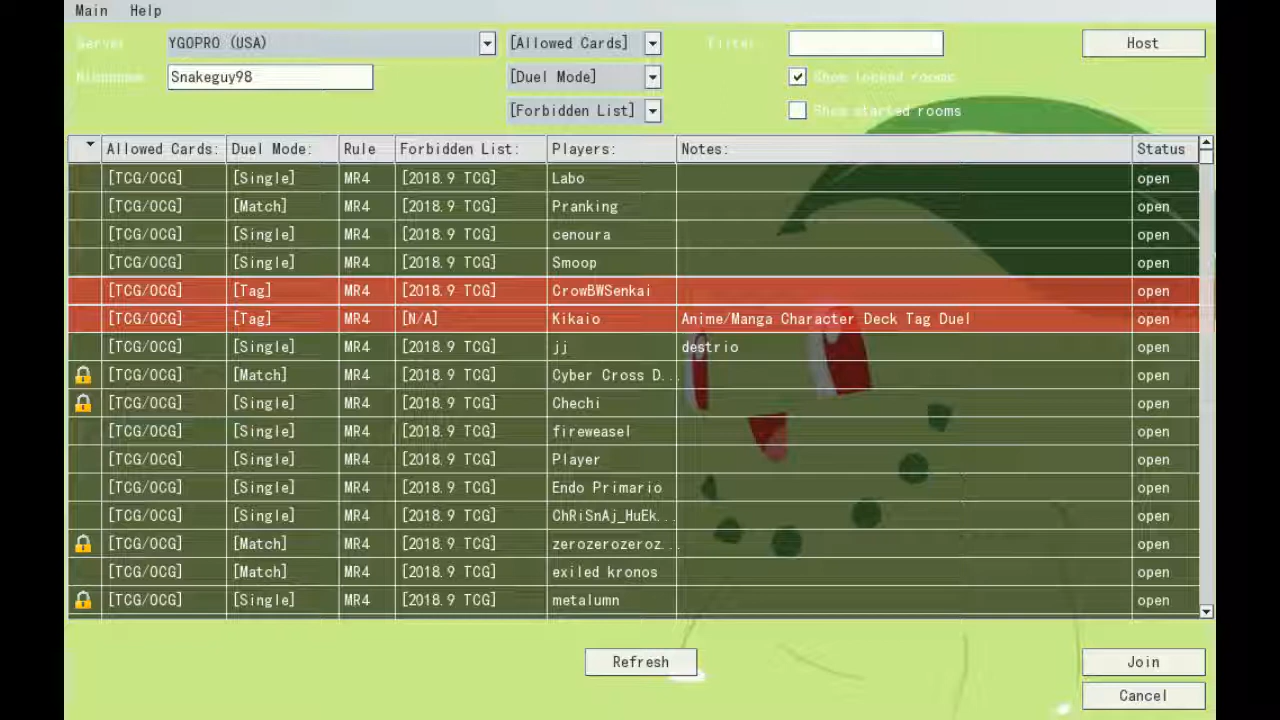 Main Help
Server YGOPRO (USA) [Allowed Cards] Filter Host
Nickname Snakeguy98 [Duel Mode] Show locked rooms
[Forbidden List] Show started rooms
Allowed Cards: Duel Mode: Rule Forbidden List: Players: Notes: Status
[TCG/OCG] [Single] MR4 [2018.9 TCG] Labo open
[TCG/OCG] [Match] MR4 [2018.9 TCG] Pranking open
[TCG/OCG] [Single] MR4 [2018.9 TCG] cenoura open
[TCG/OCG] [Single] MR4 [2018.9 TCG] Smoop open
[TCG/OCG] [Tag] MR4 [2018.9 TCG] CrowBWSenkai open
[TCG/OCG] [Tag] MR4 [N/A] Kikaio Anime/Manga Character Deck Tag Duel open
[TCG/OCG] [Single] MR4 [2018.9 TCG] jj destrio open
[TCG/OCG] [Match] MR4 [2018.9 TCG] Cyber Cross D... open
[TCG/OCG] [Single] MR4 [2018.9 TCG] Chechi open
[TCG/OCG] [Single] MR4 [2018.9 TCG] fireweasel open
[TCG/OCG] [Single] MR4 [2018.9 TCG] Player open
[TCG/OCG] [Single] MR4 [2018.9 TCG] Endo Primario open
[TCG/OCG] [Single] MR4 [2018.9 TCG] ChRiSnAj_HuEk... open
[TCG/OCG] [Match] MR4 [2018.9 TCG] zerozerozeroz... open
[TCG/OCG] [Match] MR4 [2018.9 TCG] exiled kronos open
[TCG/OCG] [Single] MR4 [2018.9 TCG] metalumn open
Refresh Join
Cancel